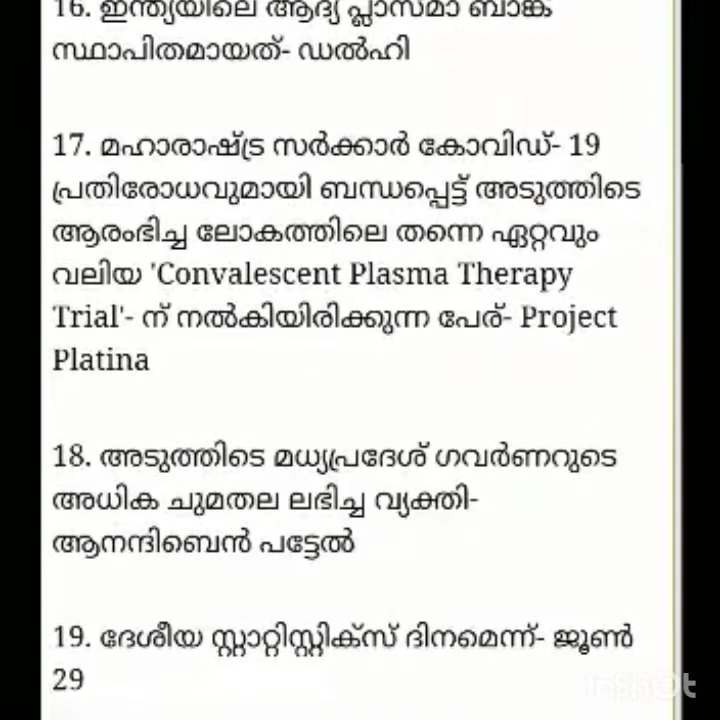 16. ഇന്ത്യയിലെ ആദ്യ പ്ലാസ്മാ ബാങ്ക്
സ്ഥാപിതമായത്- ഡൽഹി
17. മഹാരാഷ്ട്ര സർക്കാർ കോവിഡ്- 19
പ്രതിരോധവുമായി ബന്ധപ്പെട്ട് അടുത്തിടെ
ആരംഭിച്ച ലോകത്തിലെ തന്നെ ഏറ്റവും
വലിയ 'Convalescent Plasma Therapy
Trial'- ന് നൽകിയിരിക്കുന്ന പേര്- Project
Platina
18. അടുത്തിടെ മധ്യപ്രദേശ് ഗവർണറുടെ
അധിക ചുമതല ലഭിച്ച വ്യക്തി-
ആനന്ദിബെൻ പട്ടേൽ
19. ദേശീയ സ്റ്റാറ്റിസ്റ്റിക്സ് ദിനമെന്ന്- ജൂൺ
29